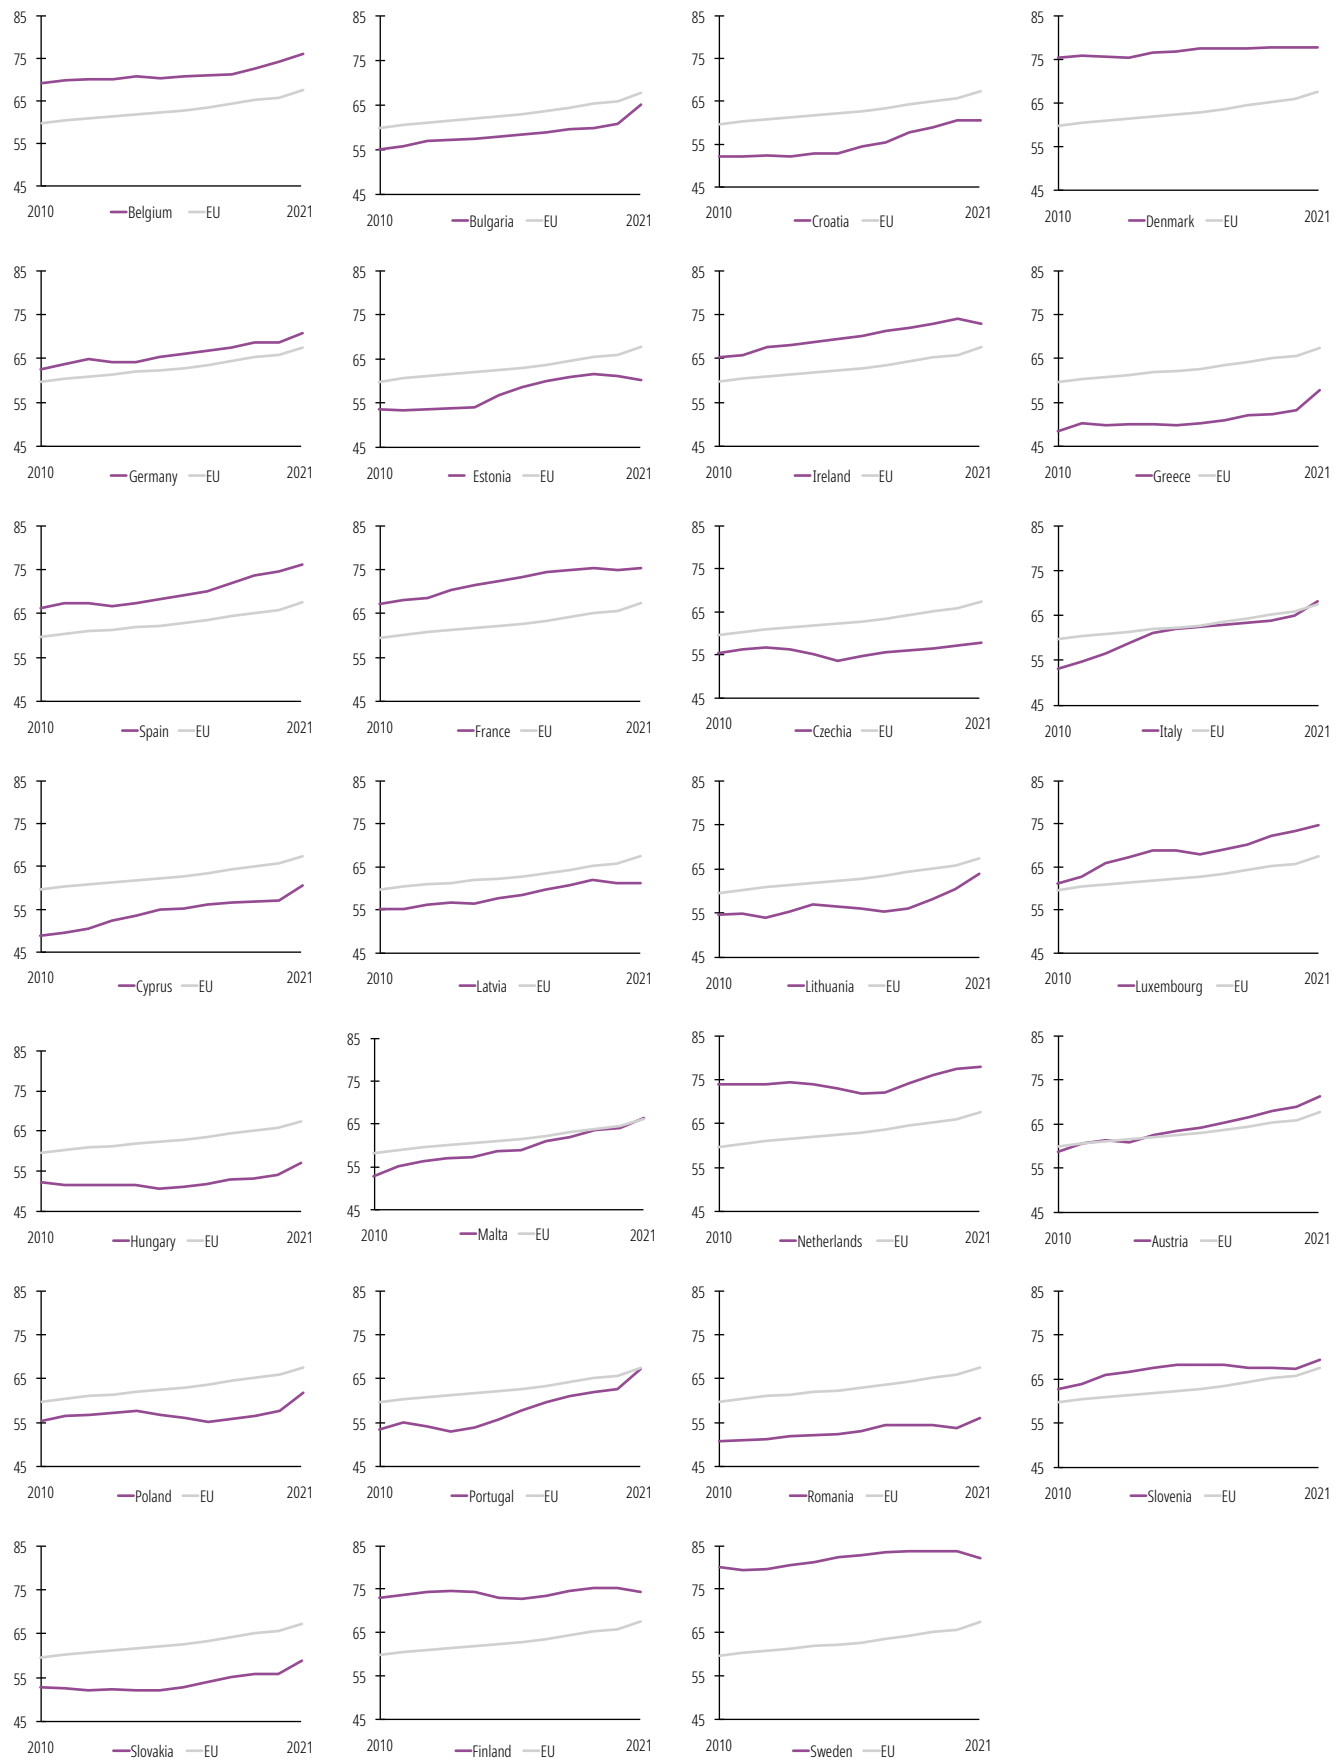 85 85 85 85
75 75 75 75
65 65 65 65
55 55 55 55
45 45 45 45
2010 Belgium EU 2021 2010 Bulgaria EU 2021 2010 Croatia EU 2021 2010 Denmark EU 2021
85 85 85 85
75 75 75 75
65 65 65 65
55 55 55 55
45 45 45 45
2010 Germany EU 2021 2010 Estonia EU 2021 2010 Ireland EU 2021 2010 Greece EU 2021
85 85 85 85
75 75 75 75
65 65 65 65
55 55 55 55
45 45 45 45
2010 Spain EU 2021 2010 France EU 2021 2010 Czechia EU 2021 2010 Italy EU 2021
85 85 85 85
75 75 75 75
65 65 65 65
55 55 55 55
45 45 45 45
2010 Cyprus EU 2021 2010 Latvia EU 2021 2010 Lithuania EU 2021 2010 Luxembourg EU 2021
85 85 85 85
75 75 75 75
65 65 65 65
55 55 55 55
45 45 45 45
2010 Hungary EU 2021 2010 Malta EU 2021 2010 Netherlands EU 2021 2010 Austria EU 2021
85 85 85 85
75 75 75 75
65 65 65 65
55 55 55 55
45 45 45 45
2010 Poland EU 2021 2010 Portugal EU 2021 2010 Romania EU 2021 2010 Slovenia EU 2021
85 85 85
75 75 75
65 65 65
55 55 55
45 45 45
2010 Slovakia EU 2021 2010 Finland EU 2021 2010 Sweden EU 2021